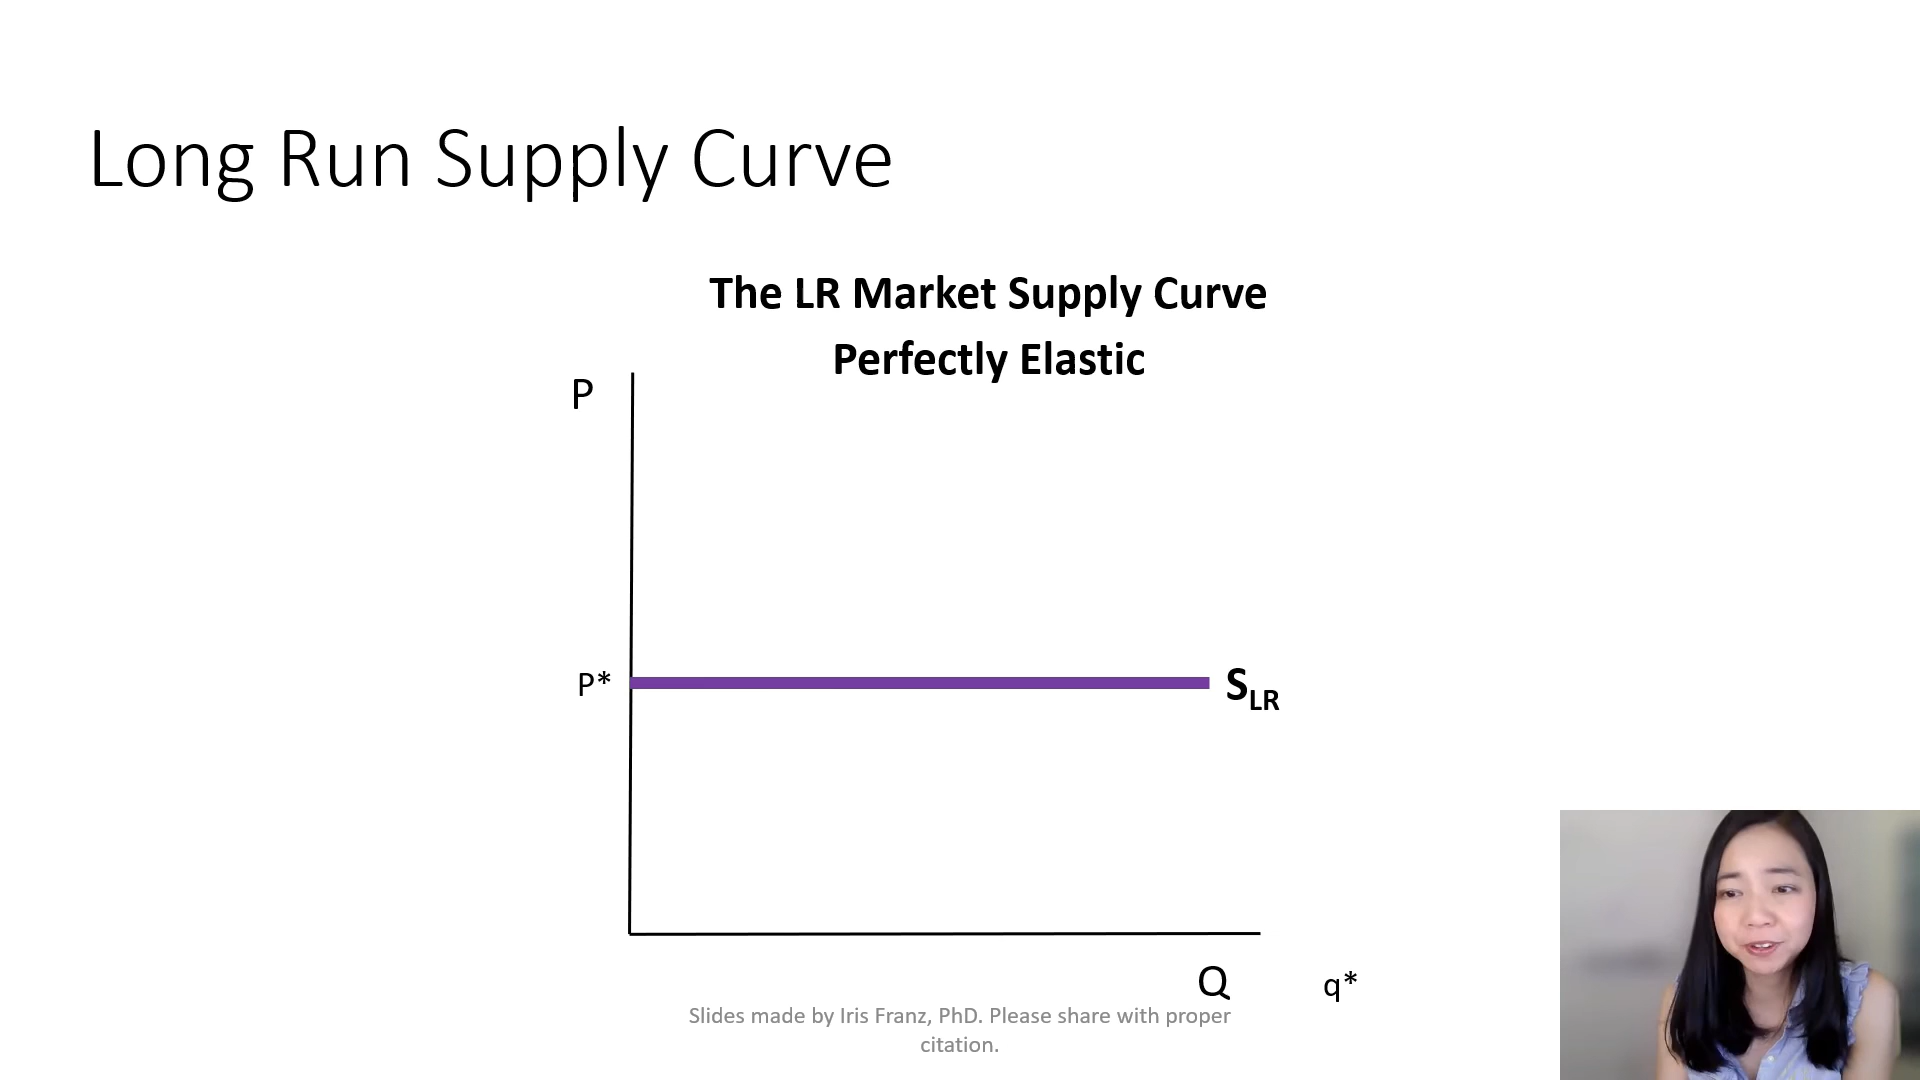 Long Run Supply Curve
The LR Market Supply Curve
Perfectly Elastic
P
P*
SLR
Q
q*
Slides made by Iris Franz, PhD. Please share with proper
citation.